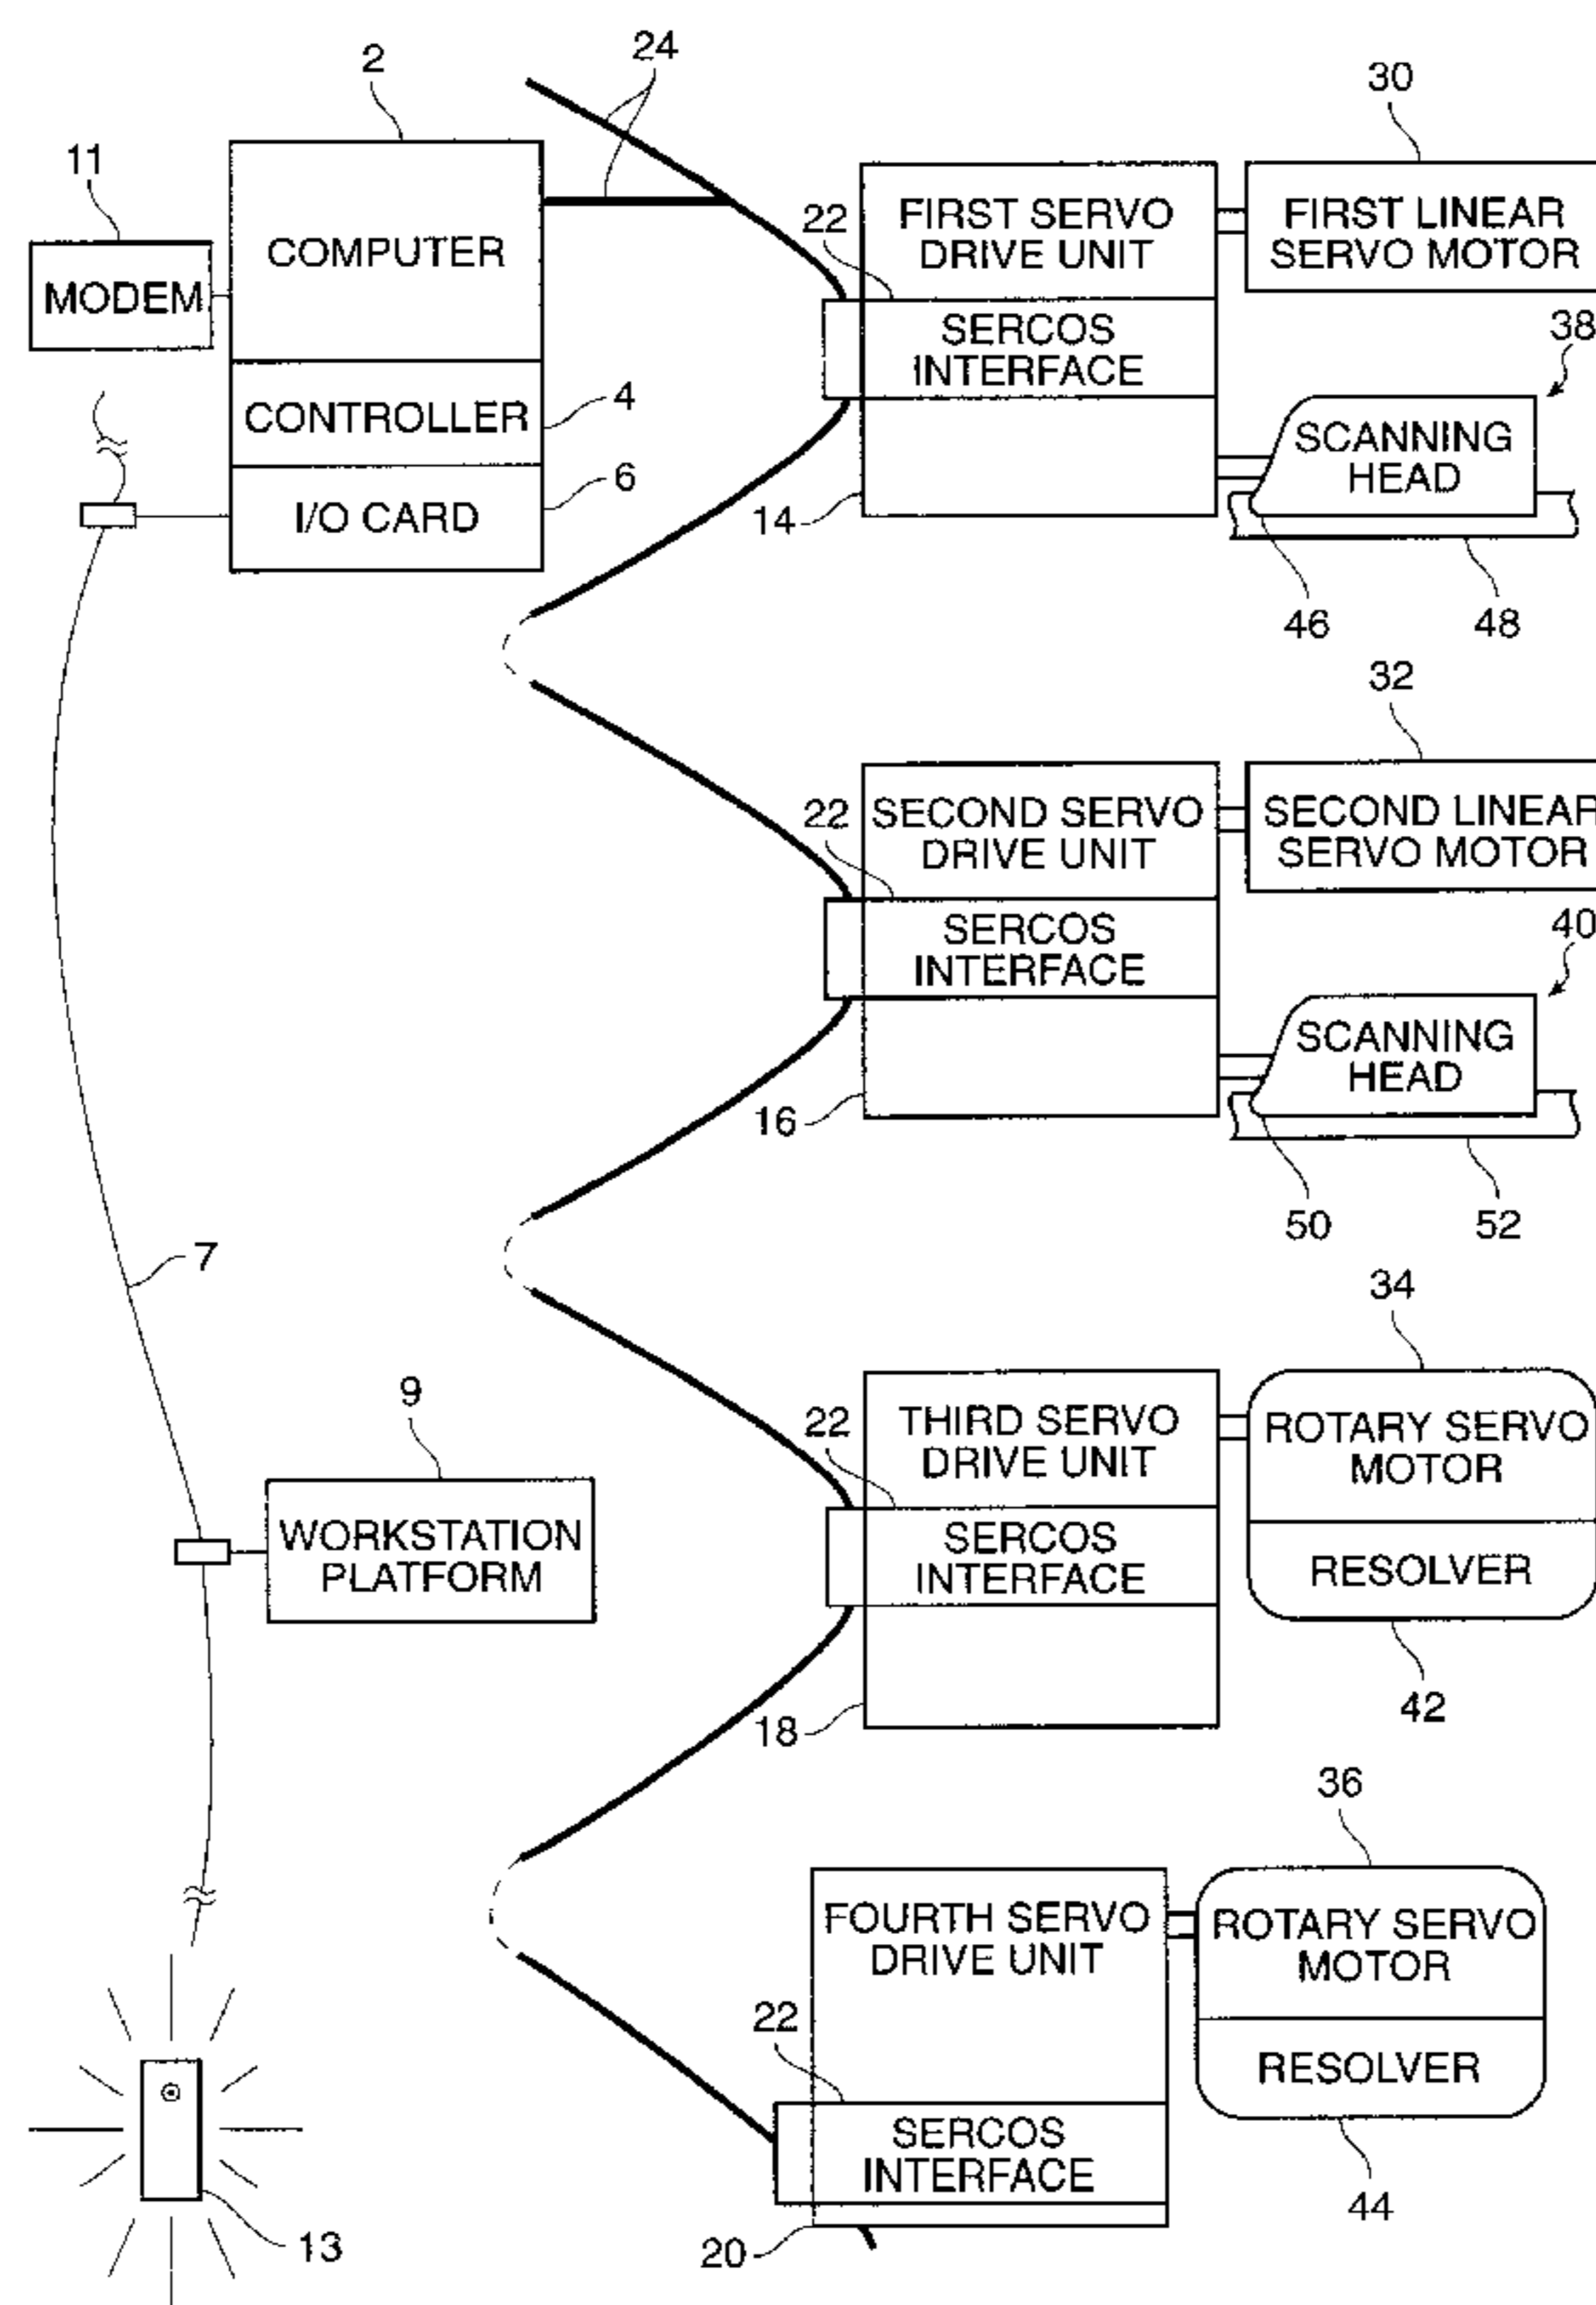 24
2
30
11
COMPUTER
MODEM
22
FIRST SERVO
DRIVE UNIT
FIRST LINEAR
SERVO MOTOR
SERCOS
INTERFACE
38
CONTROLLER
4
SCANNING
HEAD
I/O CARD
6
14
46
48
32
22
SECOND SERVO
DRIVE UNIT
SECOND LINEAR
SERVO MOTOR
SERCOS
INTERFACE
40
SCANNING
HEAD
16
50
52
7
34
9
22
THIRD SERVO
DRIVE UNIT
ROTARY SERVO
MOTOR
WORKSTATION
PLATFORM
SERCOS
INTERFACE
RESOLVER
18
42
36
FOURTH SERVO
DRIVE UNIT
ROTARY SERVO
MOTOR
22
RESOLVER
SERCOS
INTERFACE
44
13
20